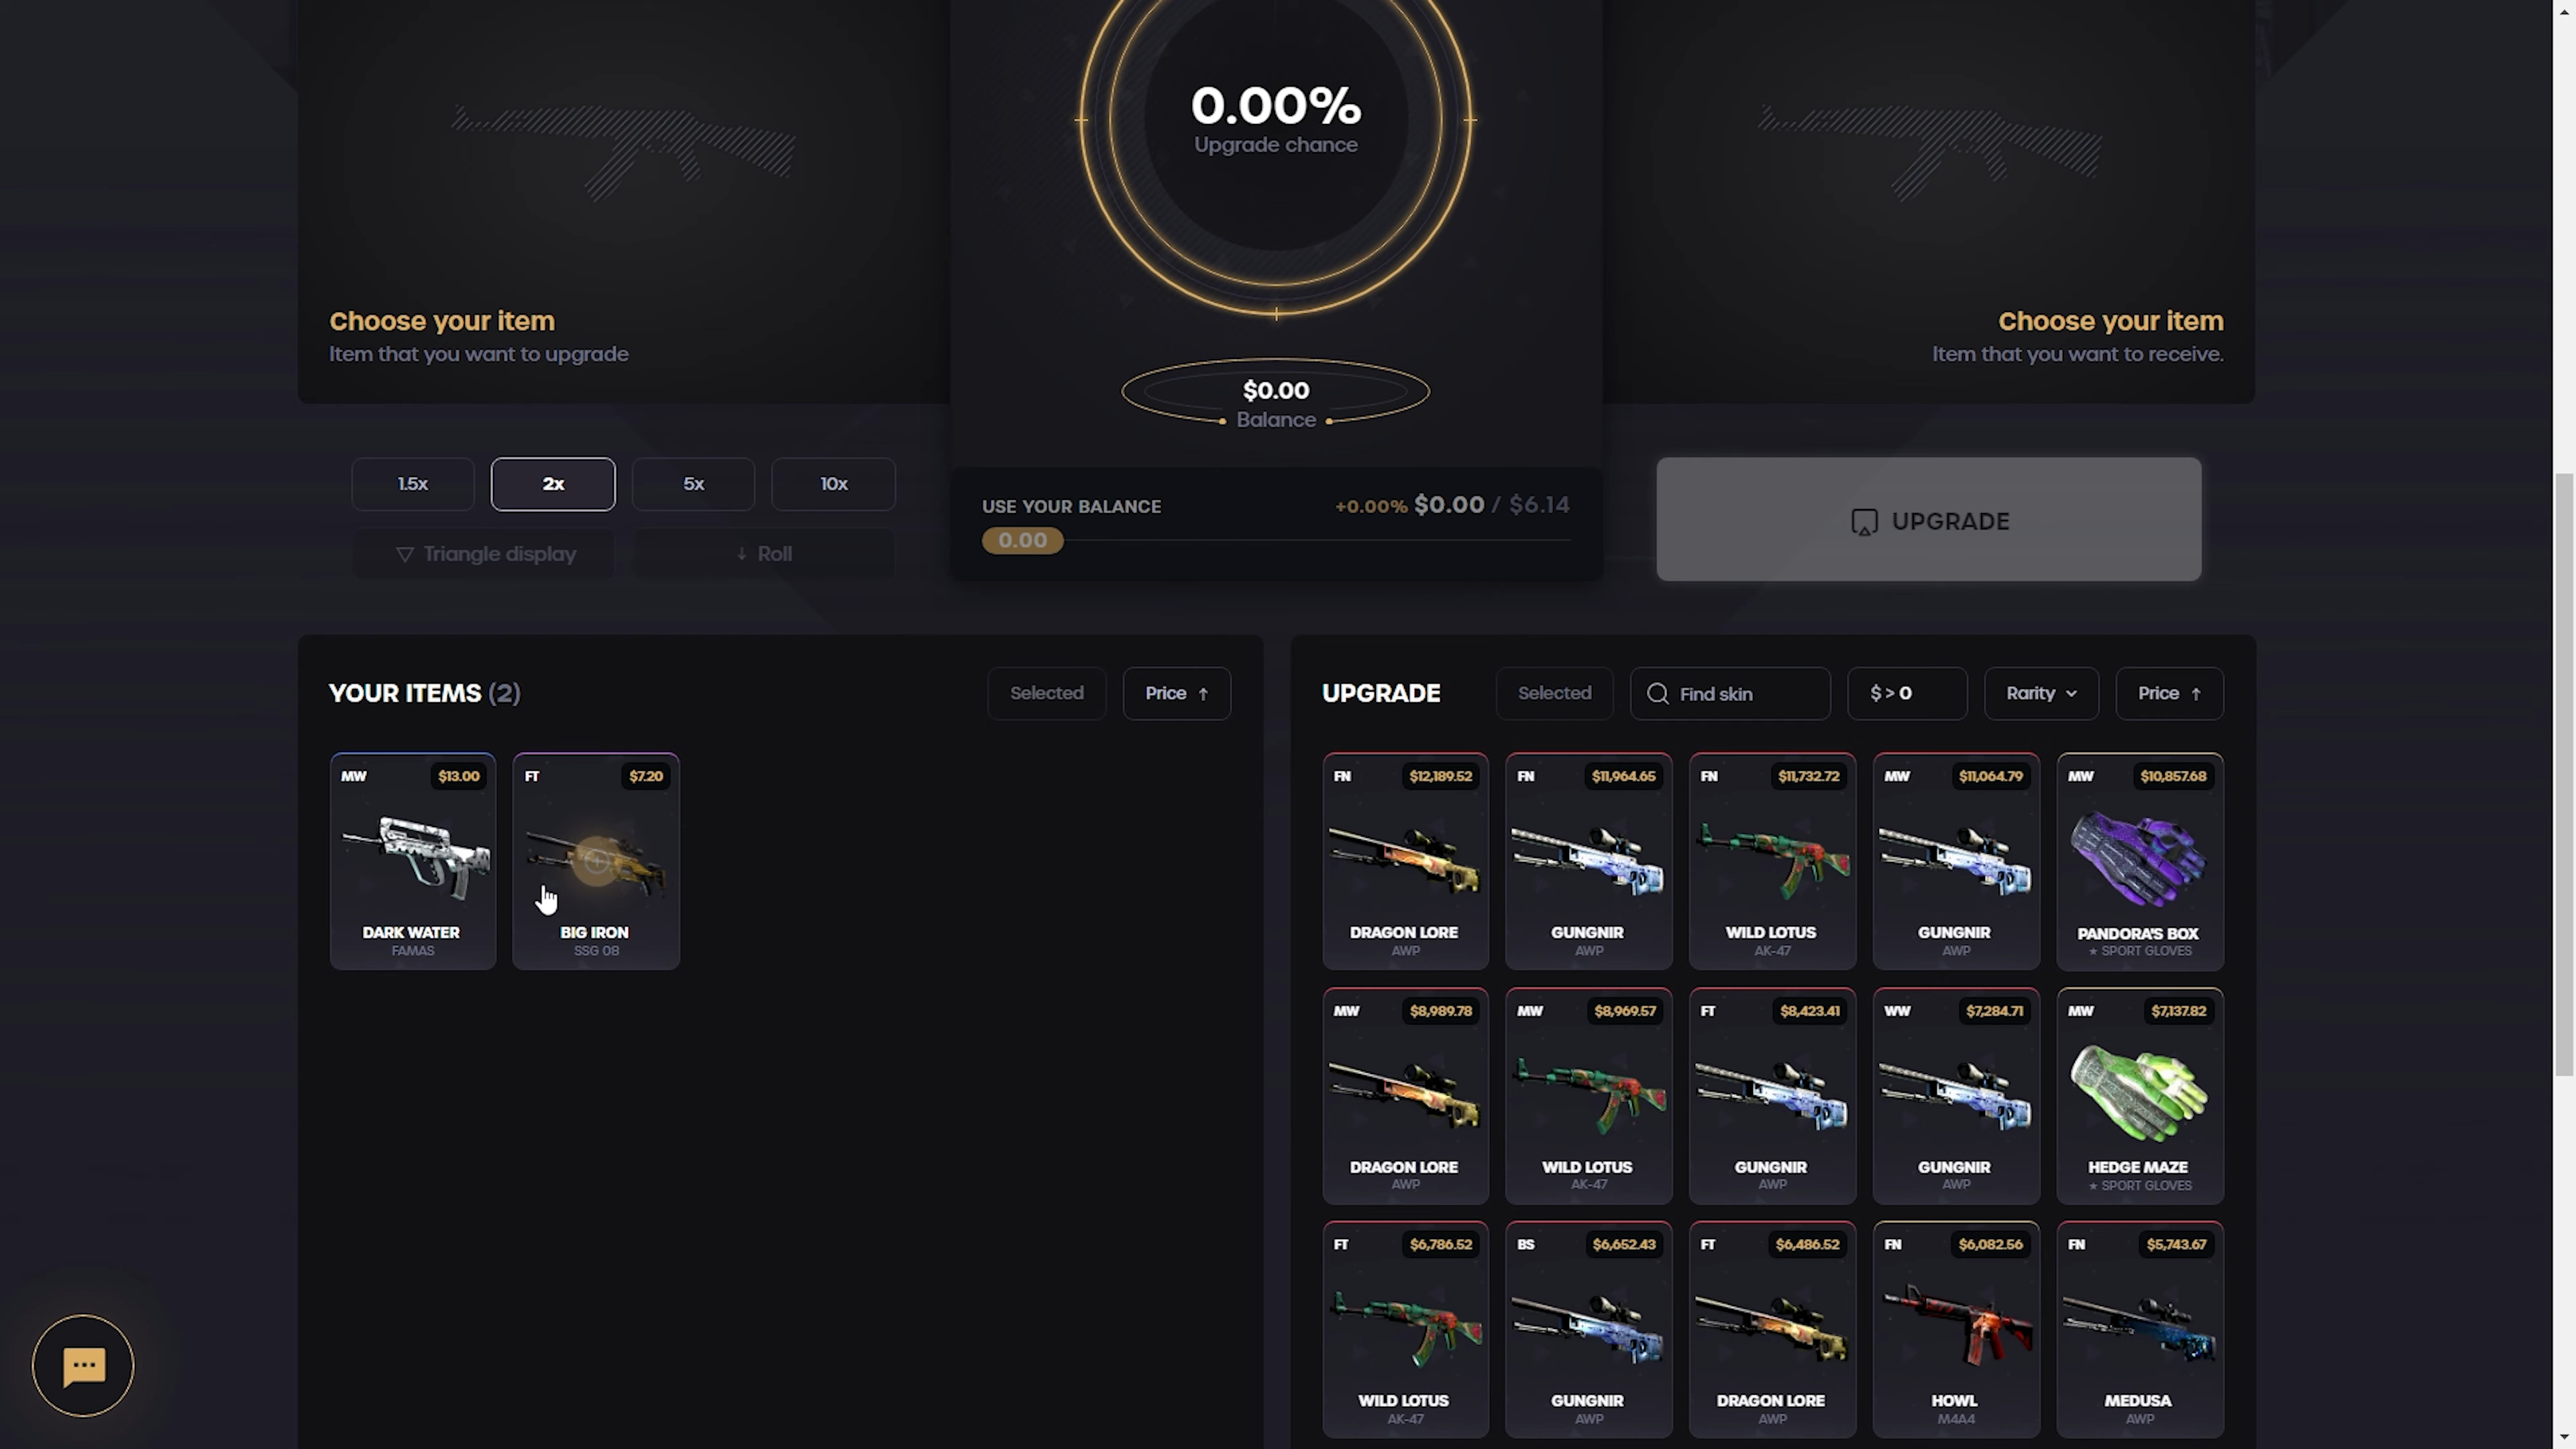 0.00%
Upgrade chance
Choose your item
Item that you want to upgrade
Choose your item
Item that you want to receive.
$0.00
Balance
1.5x
2x
5x
10x
Triangle display
Roll
USE YOUR BALANCE
+0.00% $0.00 / $6.14
0.00
UPGRADE
YOUR ITEMS (2)
Selected
Price ↑
MW $13.00
DARK WATER
FAMAS
FT $7.20
BIG IRON
SSG 08
UPGRADE
Selected
Find skin
$ > 0
Rarity
Price ↑
FN $12,189.52
DRAGON LORE
AWP
FN $11,964.65
GUNGNIR
AWP
FN $11,732.72
WILD LOTUS
AK-47
MW $11,064.79
GUNGNIR
AWP
MW $10,857.68
PANDORA'S BOX
★ SPORT GLOVES
MW $8,989.78
DRAGON LORE
AWP
MW $8,969.57
WILD LOTUS
AK-47
FT $8,423.41
GUNGNIR
AWP
WW $7,284.71
GUNGNIR
AWP
MW $7,137.82
HEDGE MAZE
★ SPORT GLOVES
FT $6,786.52
WILD LOTUS
AK-47
BS $6,652.43
GUNGNIR
AWP
FT $6,486.52
DRAGON LORE
AWP
FN $6,082.56
HOWL
M4A4
FN $5,743.67
MEDUSA
AWP